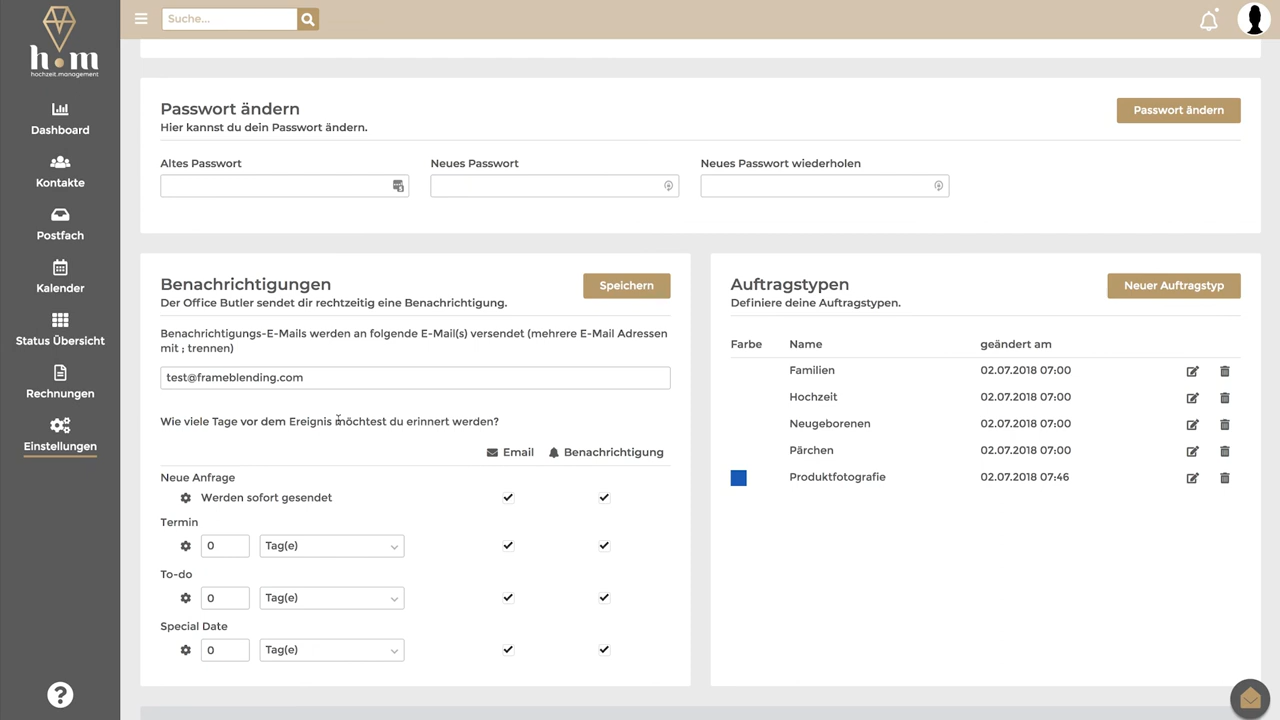 Suche...
h.m
hochzeit.management
Dashboard
Kontakte
Postfach
Kalender
Status Übersicht
Rechnungen
Einstellungen
?
Passwort ändern
Passwort ändern
Hier kannst du dein Passwort ändern.
Altes Passwort
Neues Passwort
Neues Passwort wiederholen
Benachrichtigungen
Speichern
Der Office Butler sendet dir rechtzeitig eine Benachrichtigung.
Benachrichtigungs-E-Mails werden an folgende E-Mail(s) versendet (mehrere E-Mail Adressen
mit ; trennen)
test@frameblending.com
Wie viele Tage vor dem Ereignis möchtest du erinnert werden?
Email Benachrichtigung
Neue Anfrage
Werden sofort gesendet
Termin
0 Tag(e)
To-do
0 Tag(e)
Special Date
0 Tag(e)
Auftragstypen
Neuer Auftragstyp
Definiere deine Auftragstypen.
Farbe Name geändert am
Familien 02.07.2018 07:00
Hochzeit 02.07.2018 07:00
Neugeborenen 02.07.2018 07:00
Pärchen 02.07.2018 07:00
Produktfotografie 02.07.2018 07:46